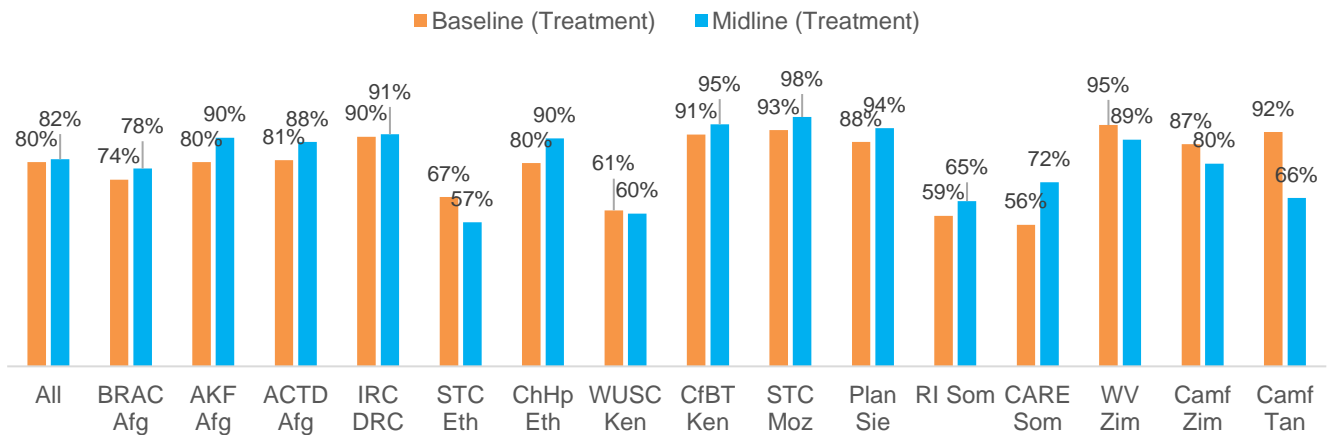 Baseline (Treatment) Midline (Treatment)
80% 82%
74% 78%
80% 90%
81% 88%
90% 91%
67% 57%
80% 90%
61% 60%
91% 95%
93% 98%
88% 94%
59% 65%
56% 72%
95% 89%
87% 80%
92% 66%
All
BRAC
Afg
AKF
Afg
ACTD
Afg
IRC
DRC
STC
Eth
ChHp
Eth
WUSC
Ken
CfBT
Ken
STC
Moz
Plan
Sie
RI Som
CARE
Som
WV
Zim
Camf
Zim
Camf
Tan